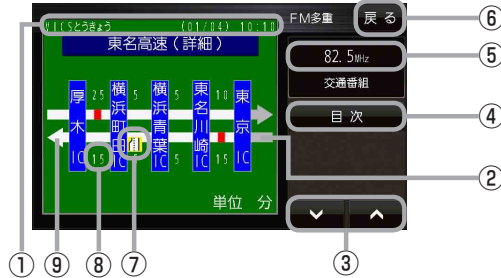 VICSとうきょう (01/04) 10:10
FM多重 戻る
東名高速(詳細)
82.5MHz
交通番組
目次
厚木IC 25 横浜町田IC 5 横浜青葉IC 5 東名川崎IC 10 東京IC
15 5 5 15
単位 分
①
⑨
⑧
⑦
③
②
④
⑤
⑥